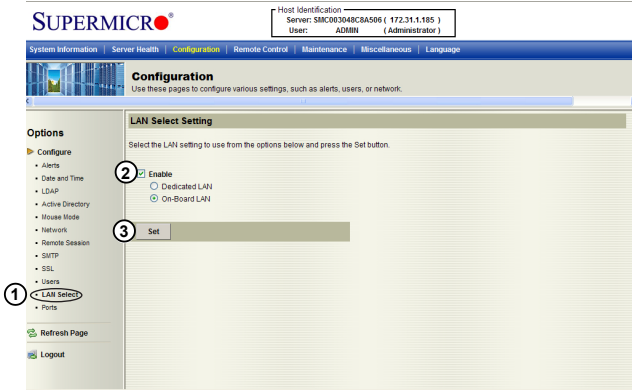 SUPERMICR®
Host Identification
Server: SMC003048C8A506 ( 172.31.1.185 )
User: ADMIN ( Administrator )
System Information | Server Health | Configuration | Remote Control | Maintenance | Miscellaneous | Language
Configuration
Use these pages to configure various settings, such as alerts, users, or network.
Options
Configure
• Alerts
• Date and Time
• LDAP
• Active Directory
• Mouse Mode
• Network
• Remote Session
• SMTP
• SSL
• Users
1 • LAN Select
• Ports
Refresh Page
Logout
LAN Select Setting
Select the LAN setting to use from the options below and press the Set button.
2 Enable
Dedicated LAN
On-Board LAN
3 Set